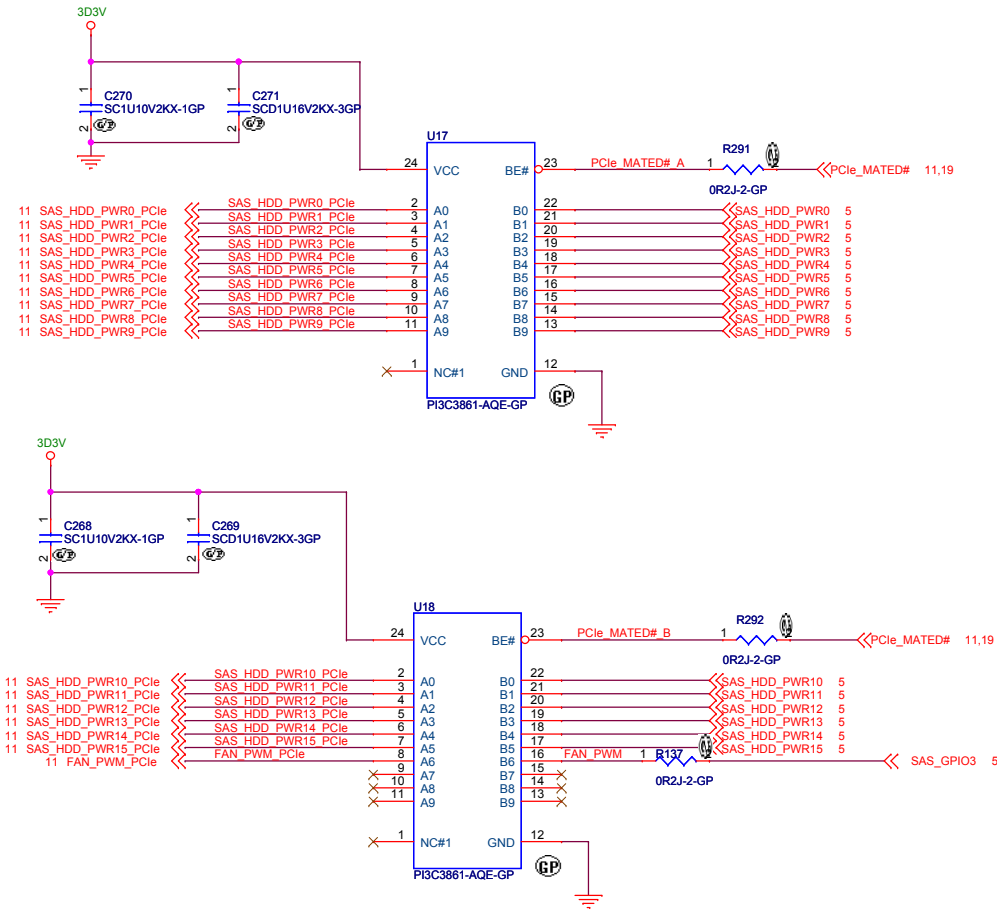 3D3V
C270
SC1U10V2KX-1GP
C271
SCD1U16V2KX-3GP
1 2 1 2
U17
24 VCC BE# 23 PCIe_MATED#_A 1 R291 2 PCIe_MATED# 11,19
0R2J-2-GP
11 SAS_HDD_PWR0_PCIe SAS_HDD_PWR0_PCIe 2 A0 B0 22 SAS_HDD_PWR0 5
11 SAS_HDD_PWR1_PCIe SAS_HDD_PWR1_PCIe 3 A1 B1 21 SAS_HDD_PWR1 5
11 SAS_HDD_PWR2_PCIe SAS_HDD_PWR2_PCIe 4 A2 B2 20 SAS_HDD_PWR2 5
11 SAS_HDD_PWR3_PCIe SAS_HDD_PWR3_PCIe 5 A3 B3 19 SAS_HDD_PWR3 5
11 SAS_HDD_PWR4_PCIe SAS_HDD_PWR4_PCIe 6 A4 B4 18 SAS_HDD_PWR4 5
11 SAS_HDD_PWR5_PCIe SAS_HDD_PWR5_PCIe 7 A5 B5 17 SAS_HDD_PWR5 5
11 SAS_HDD_PWR6_PCIe SAS_HDD_PWR6_PCIe 8 A6 B6 16 SAS_HDD_PWR6 5
11 SAS_HDD_PWR7_PCIe SAS_HDD_PWR7_PCIe 9 A7 B7 15 SAS_HDD_PWR7 5
11 SAS_HDD_PWR8_PCIe SAS_HDD_PWR8_PCIe 10 A8 B8 14 SAS_HDD_PWR8 5
11 SAS_HDD_PWR9_PCIe SAS_HDD_PWR9_PCIe 11 A9 B9 13 SAS_HDD_PWR9 5
1 NC#1 GND 12
GP
PI3C3861-AQE-GP
3D3V
C268
SC1U10V2KX-1GP
C269
SCD1U16V2KX-3GP
1 2 1 2
U18
24 VCC BE# 23 PCIe_MATED#_B 1 R292 2 PCIe_MATED# 11,19
0R2J-2-GP
11 SAS_HDD_PWR10_PCIe SAS_HDD_PWR10_PCIe 2 A0 B0 22 SAS_HDD_PWR10 5
11 SAS_HDD_PWR11_PCIe SAS_HDD_PWR11_PCIe 3 A1 B1 21 SAS_HDD_PWR11 5
11 SAS_HDD_PWR12_PCIe SAS_HDD_PWR12_PCIe 4 A2 B2 20 SAS_HDD_PWR12 5
11 SAS_HDD_PWR13_PCIe SAS_HDD_PWR13_PCIe 5 A3 B3 19 SAS_HDD_PWR13 5
11 SAS_HDD_PWR14_PCIe SAS_HDD_PWR14_PCIe 6 A4 B4 18 SAS_HDD_PWR14 5
11 SAS_HDD_PWR15_PCIe SAS_HDD_PWR15_PCIe 7 A5 B5 17 SAS_HDD_PWR15 5
11 FAN_PWM_PCIe FAN_PWM_PCIe 8 A6 B6 16 FAN_PWM 1 R137 2 SAS_GPIO3 5
0R2J-2-GP
9 A7 B7 15
10 A8 B8 14
11 A9 B9 13
1 NC#1 GND 12
GP
PI3C3861-AQE-GP